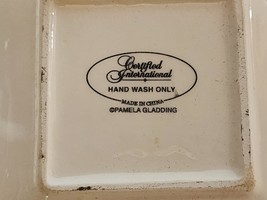 Certified
International
HAND WASH ONLY
MADE IN CHINA
©PAMELA GLADDING